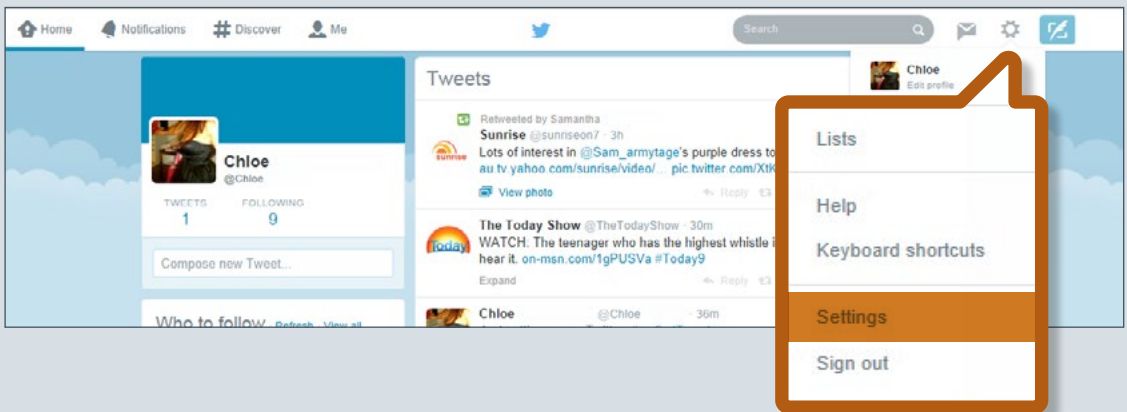 Home Notifications Discover Me Search
Chloe
Edit profile
Chloe
@Chloe
TWEETS FOLLOWING
1 9
Compose new Tweet...
Who to follow Refresh View all
Tweets
Retweeted by Samantha
Sunrise @sunriseon7 · 3h
sunrise
Lots of interest in @Sam_armytage's purple dress to
au.tv.yahoo.com/sunrise/video/... pic.twitter.com/XtK
View photo Reply
The Today Show @TheTodayShow · 30m
Today
WATCH: The teenager who has the highest whistle i
hear it. on-msn.com/1gPUSVa #Today9
Expand Reply
Chloe @Chloe · 36m
Lists
Help
Keyboard shortcuts
Settings
Sign out